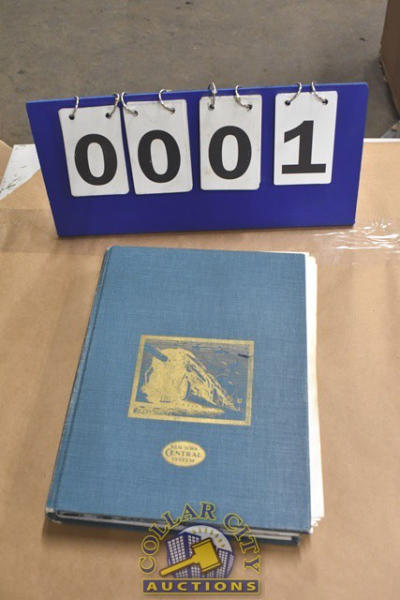 0001
NEW YORK
CENTRAL
SYSTEM
COLLAR CITY
AUCTIONS